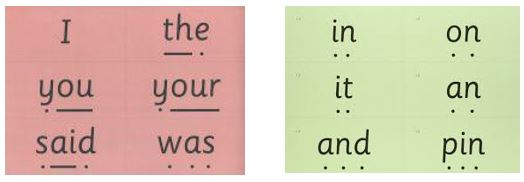 I the
you your
said was
in on
it an
and pin